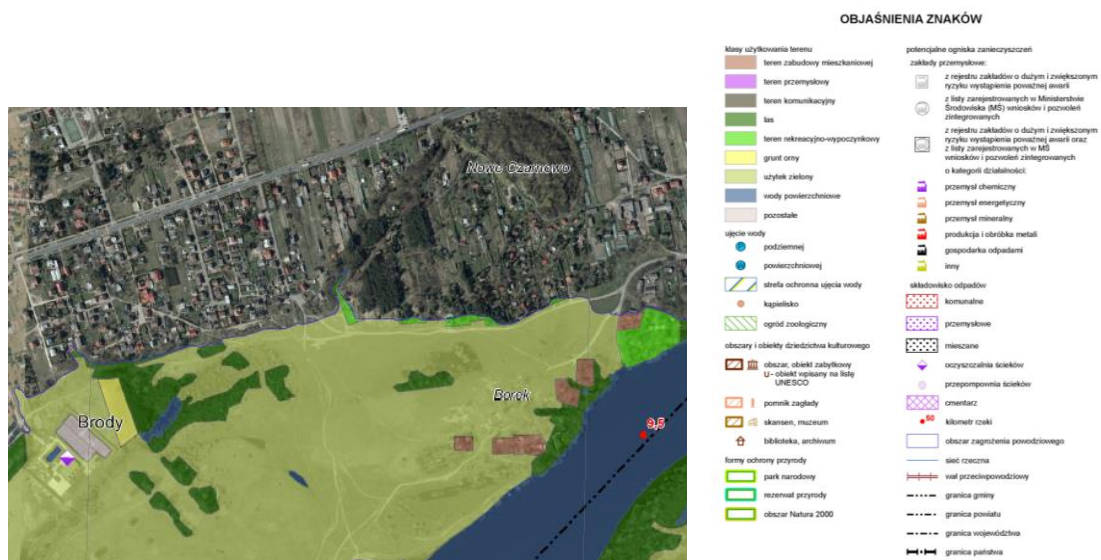 Nowe Czarnowo
Brody
Borek
9,5
OBJAŚNIENIA ZNAKÓW
klasy użytkowania terenu
teren zabudowy mieszkaniowej
teren przemysłowy
teren komunikacyjny
las
teren rekreacyjno-wypoczynkowy
grunt orny
użytek zielony
wody powierzchniowe
pozostałe
ujęcie wody
podziemnej
powierzchniowej
strefa ochronna ujęcia wody
kąpielisko
ogród zoologiczny
obszary i obiekty dziedzictwa kulturowego
obszar, obiekt zabytkowy
U - obiekt wpisany na listę
UNESCO
pomnik zagłady
skansen, muzeum
biblioteka, archiwum
formy ochrony przyrody
park narodowy
rezerwat przyrody
obszar Natura 2000
potencjalne ogniska zanieczyszczeń
zakłady przemysłowe:
z rejestru zakładów o dużym i zwiększonym
ryzyku wystąpienia poważnej awarii
z listy zarejestrowanych w Ministerstwie
Środowiska (MŚ) wniosków i pozwoleń
zintegrowanych
z rejestru zakładów o dużym i zwiększonym
ryzyku wystąpienia poważnej awarii oraz
z listy zarejestrowanych w MŚ
wniosków i pozwoleń zintegrowanych
o kategorii działalności:
przemysł chemiczny
przemysł energetyczny
przemysł mineralny
produkcja i obróbka metali
gospodarka odpadami
inny
składowisko odpadów
komunalne
przemysłowe
mieszane
oczyszczalnia ścieków
przepompownia ścieków
cmentarz
50
kilometr rzeki
obszar zagrożenia powodziowego
sieć rzeczna
wał przeciwpowodziowy
granica gminy
granica powiatu
granica województwa
granica państwa